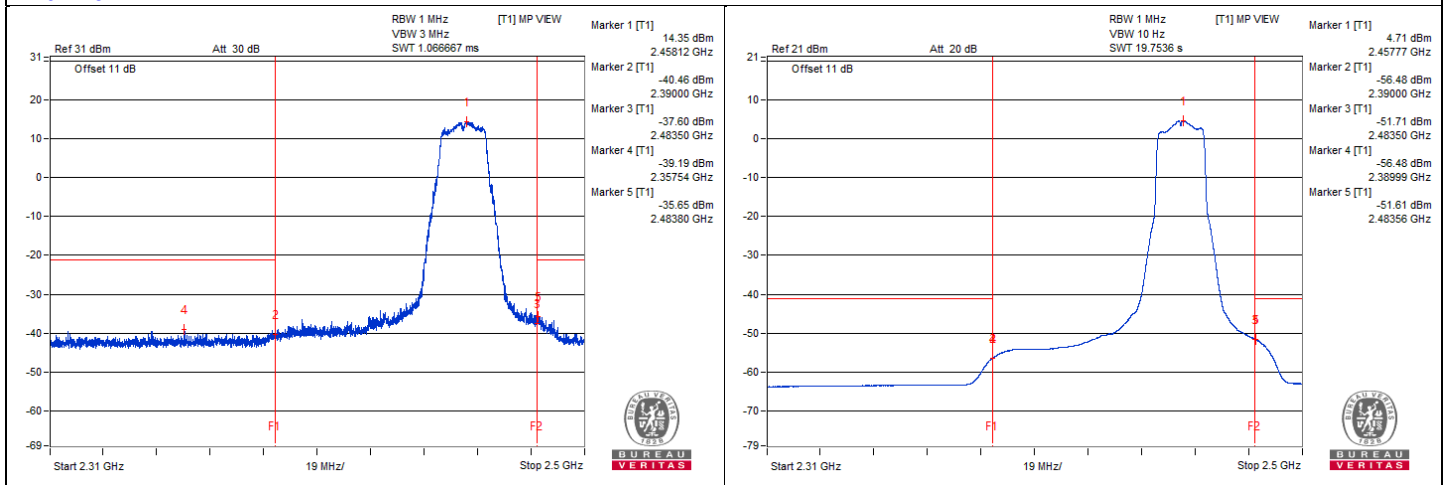 RBW 1 MHz [T1] MP VIEW
VBW 3 MHz
Ref 31 dBm Att 30 dB SWT 1.066667 ms
Offset 11 dB
31
20
10
0
-10
-20
-30
-40
-50
-60
-69
1
2
3
4
5
F1
F2
Start 2.31 GHz 19 MHz/ Stop 2.5 GHz
Marker 1 [T1]
14.35 dBm
2.45812 GHz
Marker 2 [T1]
-40.46 dBm
2.39000 GHz
Marker 3 [T1]
-37.60 dBm
2.48350 GHz
Marker 4 [T1]
-39.19 dBm
2.35754 GHz
Marker 5 [T1]
-35.65 dBm
2.48380 GHz
1828
BUREAU
VERITAS
RBW 1 MHz [T1] MP VIEW
VBW 10 Hz
Ref 21 dBm Att 20 dB SWT 19.7536 s
Offset 11 dB
21
10
0
-10
-20
-30
-40
-50
-60
-70
-79
1
5
F1
F2
Start 2.31 GHz 19 MHz/ Stop 2.5 GHz
Marker 1 [T1]
4.71 dBm
2.45777 GHz
Marker 2 [T1]
-56.48 dBm
2.39000 GHz
Marker 3 [T1]
-51.71 dBm
2.48350 GHz
Marker 4 [T1]
-56.48 dBm
2.38999 GHz
Marker 5 [T1]
-51.61 dBm
2.48356 GHz
1828
BUREAU
VERITAS